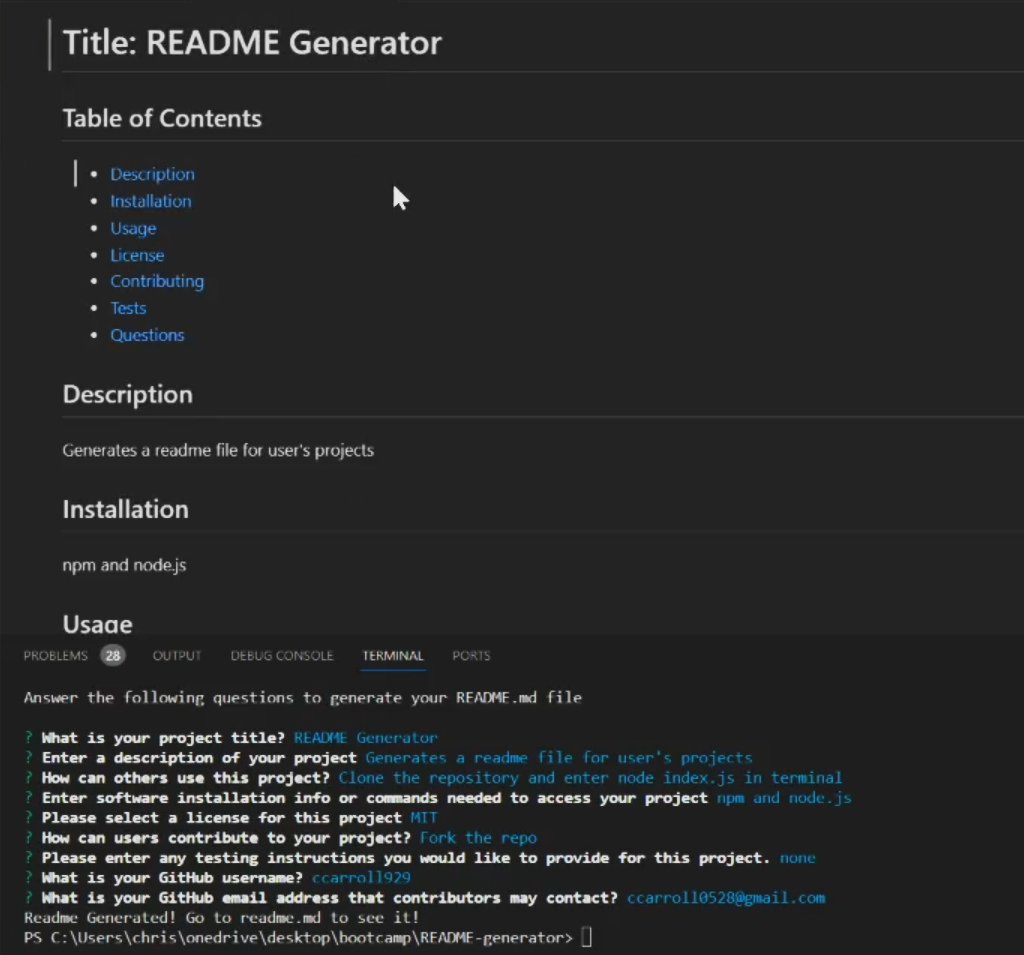 Title: README Generator
Table of Contents
Description
Installation
Usage
License
Contributing
Tests
Questions
Description
Generates a readme file for user's projects
Installation
npm and node.js
Usage
PROBLEMS 28 OUTPUT DEBUG CONSOLE TERMINAL PORTS
Answer the following questions to generate your README.md file
? What is your project title? README Generator
? Enter a description of your project Generates a readme file for user's projects
? How can others use this project? Clone the repository and enter node index.js in terminal
? Enter software installation info or commands needed to access your project npm and node.js
? Please select a license for this project MIT
? How can users contribute to your project? Fork the repo
? Please enter any testing instructions you would like to provide for this project. none
? What is your GitHub username? ccarroll929
? What is your GitHub email address that contributors may contact? ccarroll0528@gmail.com
Readme Generated! Go to readme.md to see it!
PS C:\Users\chris\onedrive\desktop\bootcamp\README-generator>